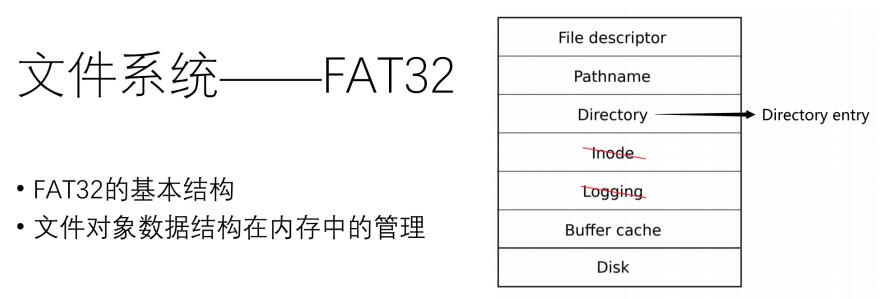 文件系统——FAT32
• FAT32的基本结构
• 文件对象数据结构在内存中的管理
File descriptor
Pathname
Directory
Directory entry
Inode
Logging
Buffer cache
Disk